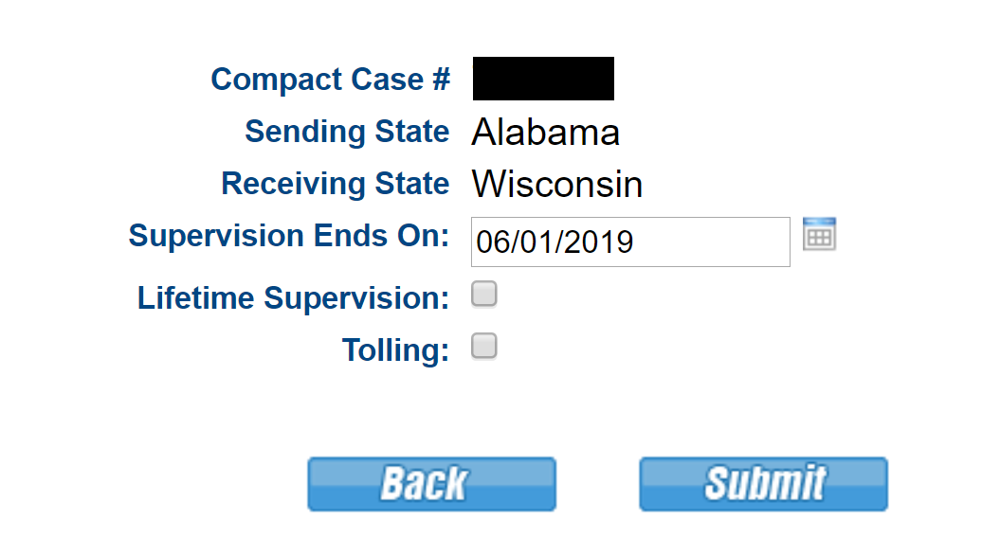 Compact Case #
Sending State Alabama
Receiving State Wisconsin
Supervision Ends On: 06/01/2019
Lifetime Supervision:
Tolling:
Back Submit